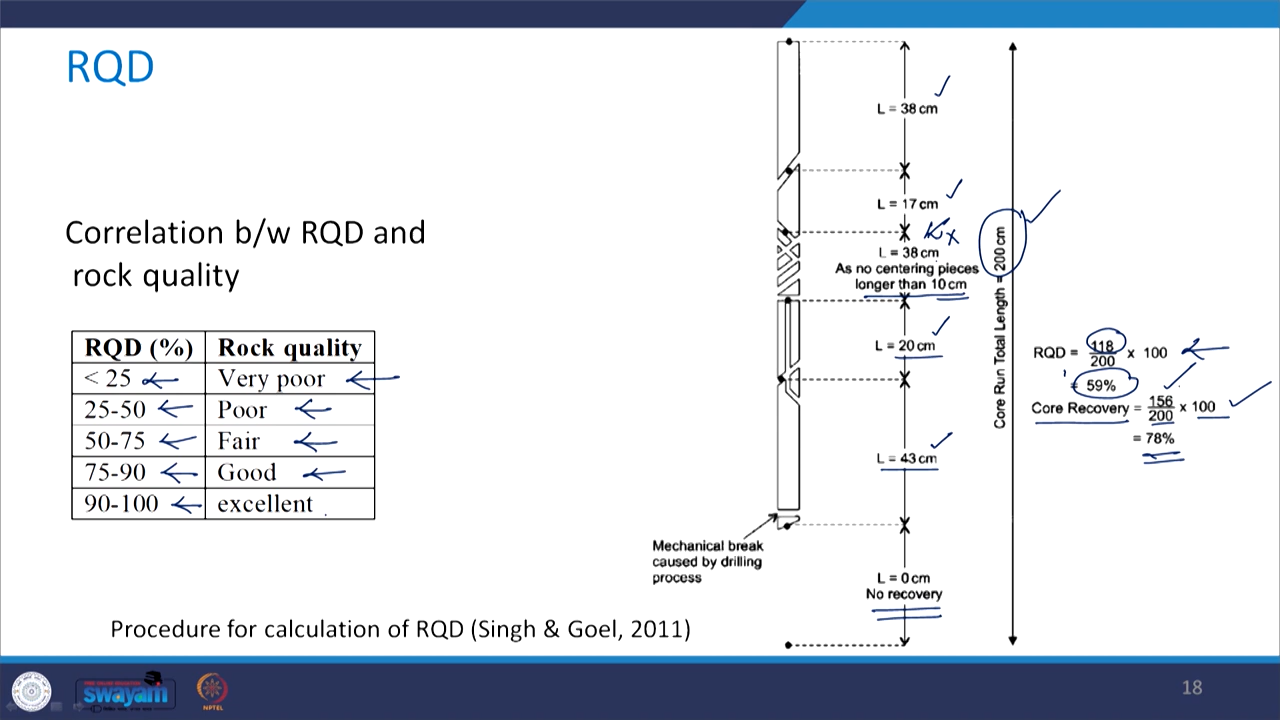 RQD
Correlation b/w RQD and
rock quality
RQD (%) Rock quality
< 25 Very poor
25-50 Poor
50-75 Fair
75-90 Good
90-100 excellent
L = 38 cm
L = 17 cm
L = 38 cm
As no centering pieces
longer than 10 cm
L = 20 cm
L = 43 cm
Mechanical break
caused by drilling
process
L = 0 cm
No recovery
Core Run Total Length = 200 cm
RQD = 118/200 x 100
= 59%
Core Recovery = 156/200 x 100
= 78%
Procedure for calculation of RQD (Singh & Goel, 2011)
swayam
NPTEL
18